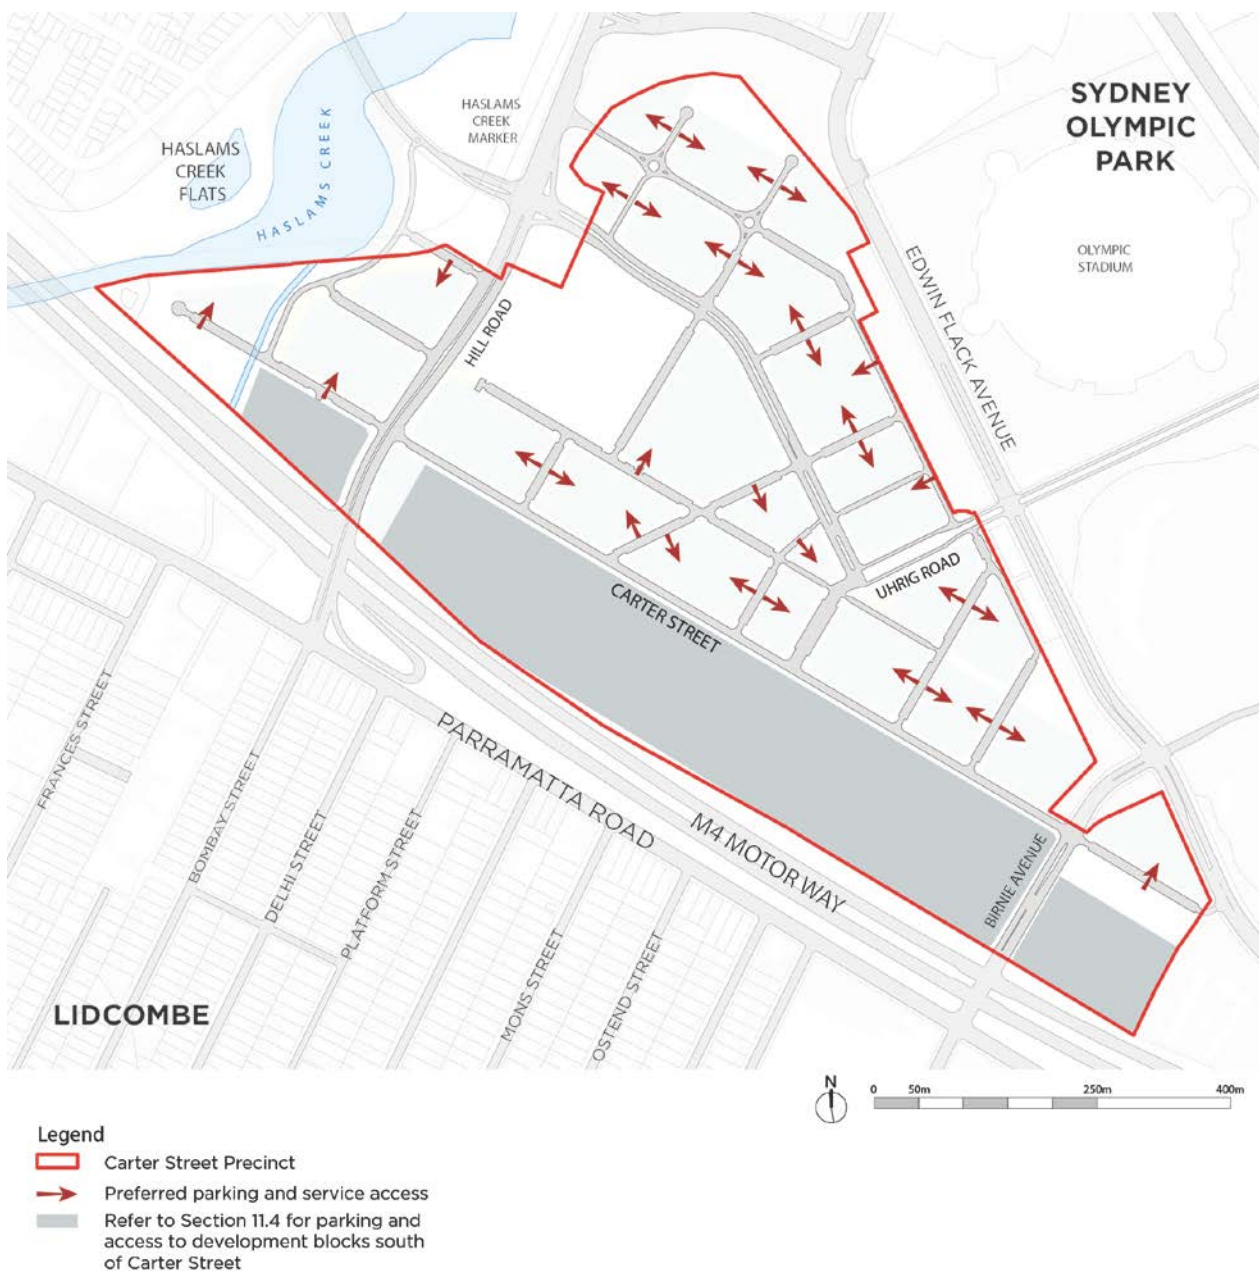 SYDNEY
OLYMPIC
PARK
HASLAMS
CREEK
MARKER
HASLAMS
CREEK
FLATS
HASLAMS CREEK
OLYMPIC
STADIUM
EDWIN FLACK AVENUE
HILL ROAD
UHRIG ROAD
CARTER STREET
PARRAMATTA ROAD
M4 MOTORWAY
BIRNIE AVENUE
FRANCES STREET
BOMBAY STREET
DELHI STREET
PLATFORM STREET
MONS STREET
OSTEND STREET
LIDCOMBE
N
0 50m 250m 400m
Legend
Carter Street Precinct
Preferred parking and service access
Refer to Section 11.4 for parking and
access to development blocks south
of Carter Street